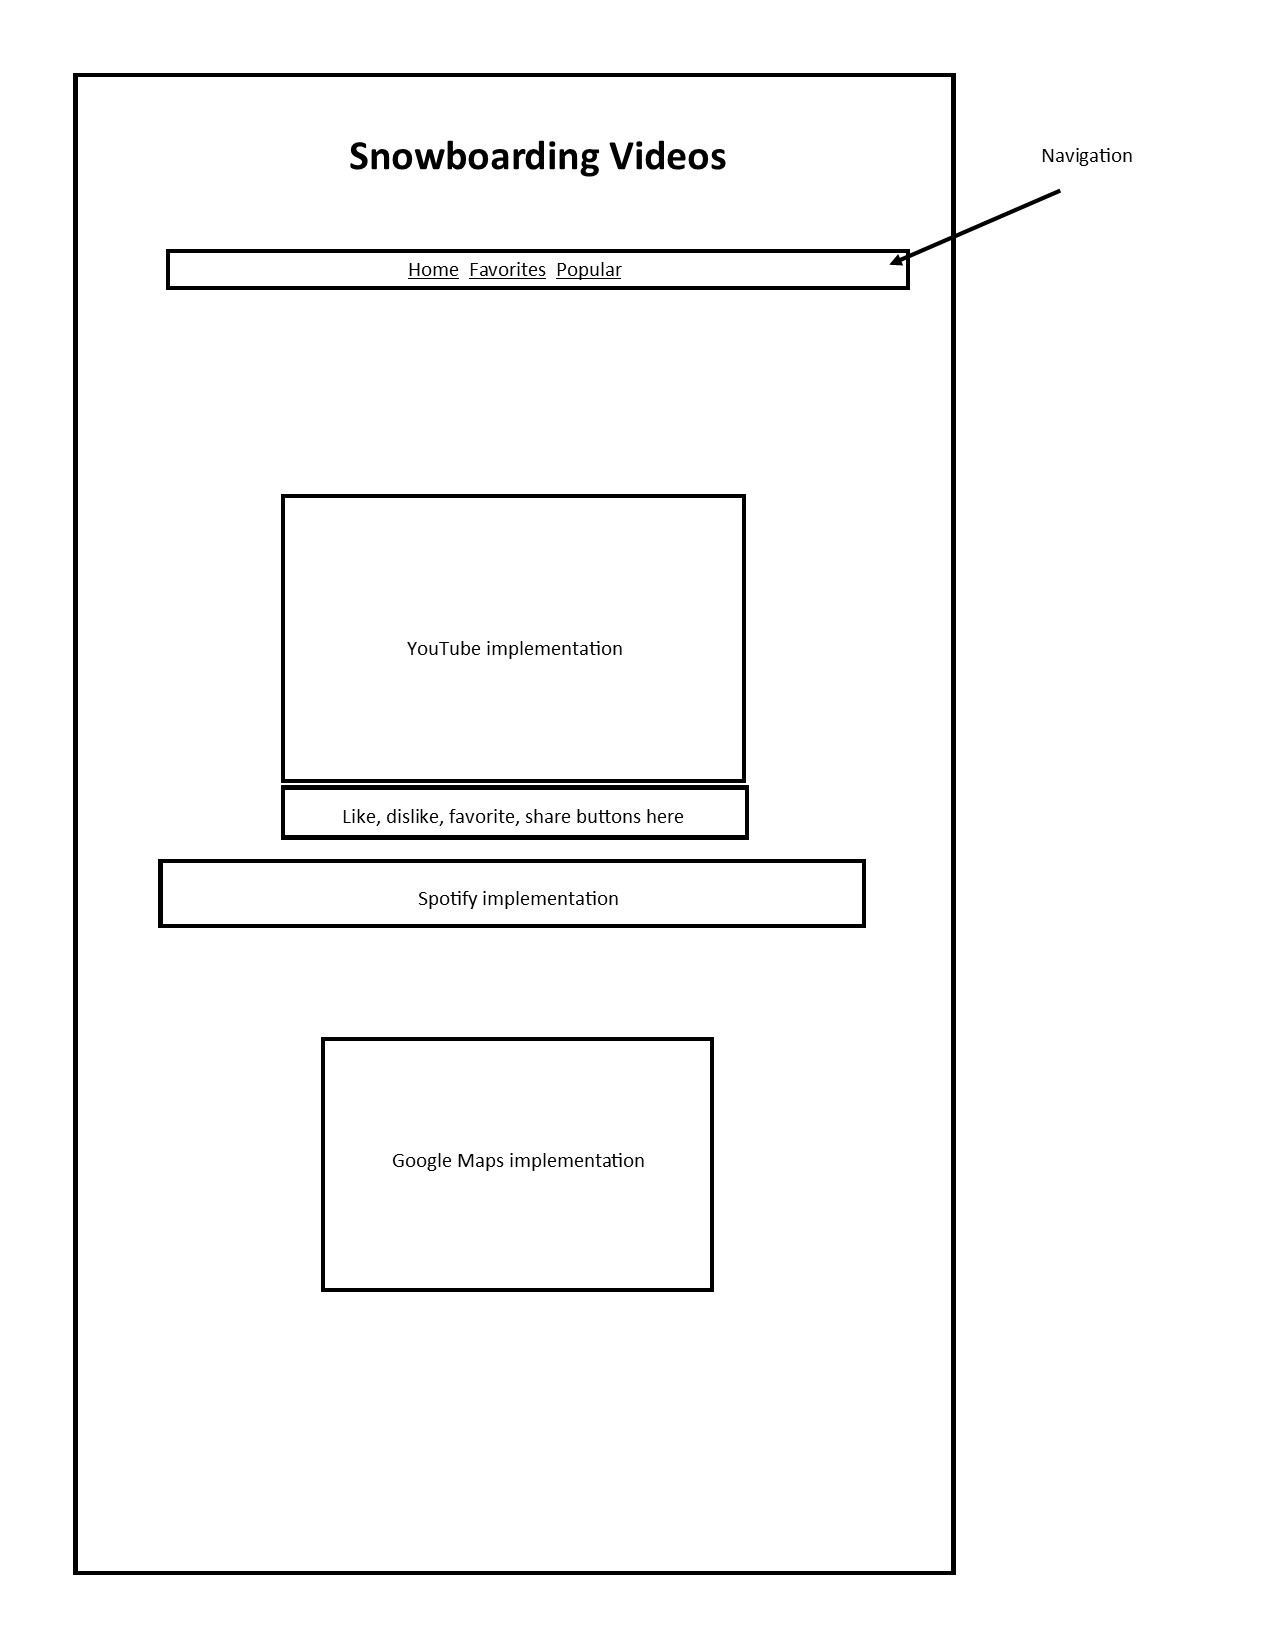 Snowboarding Videos
Navigation
Home Favorites Popular
YouTube implementation
Like, dislike, favorite, share buttons here
Spotify implementation
Google Maps implementation